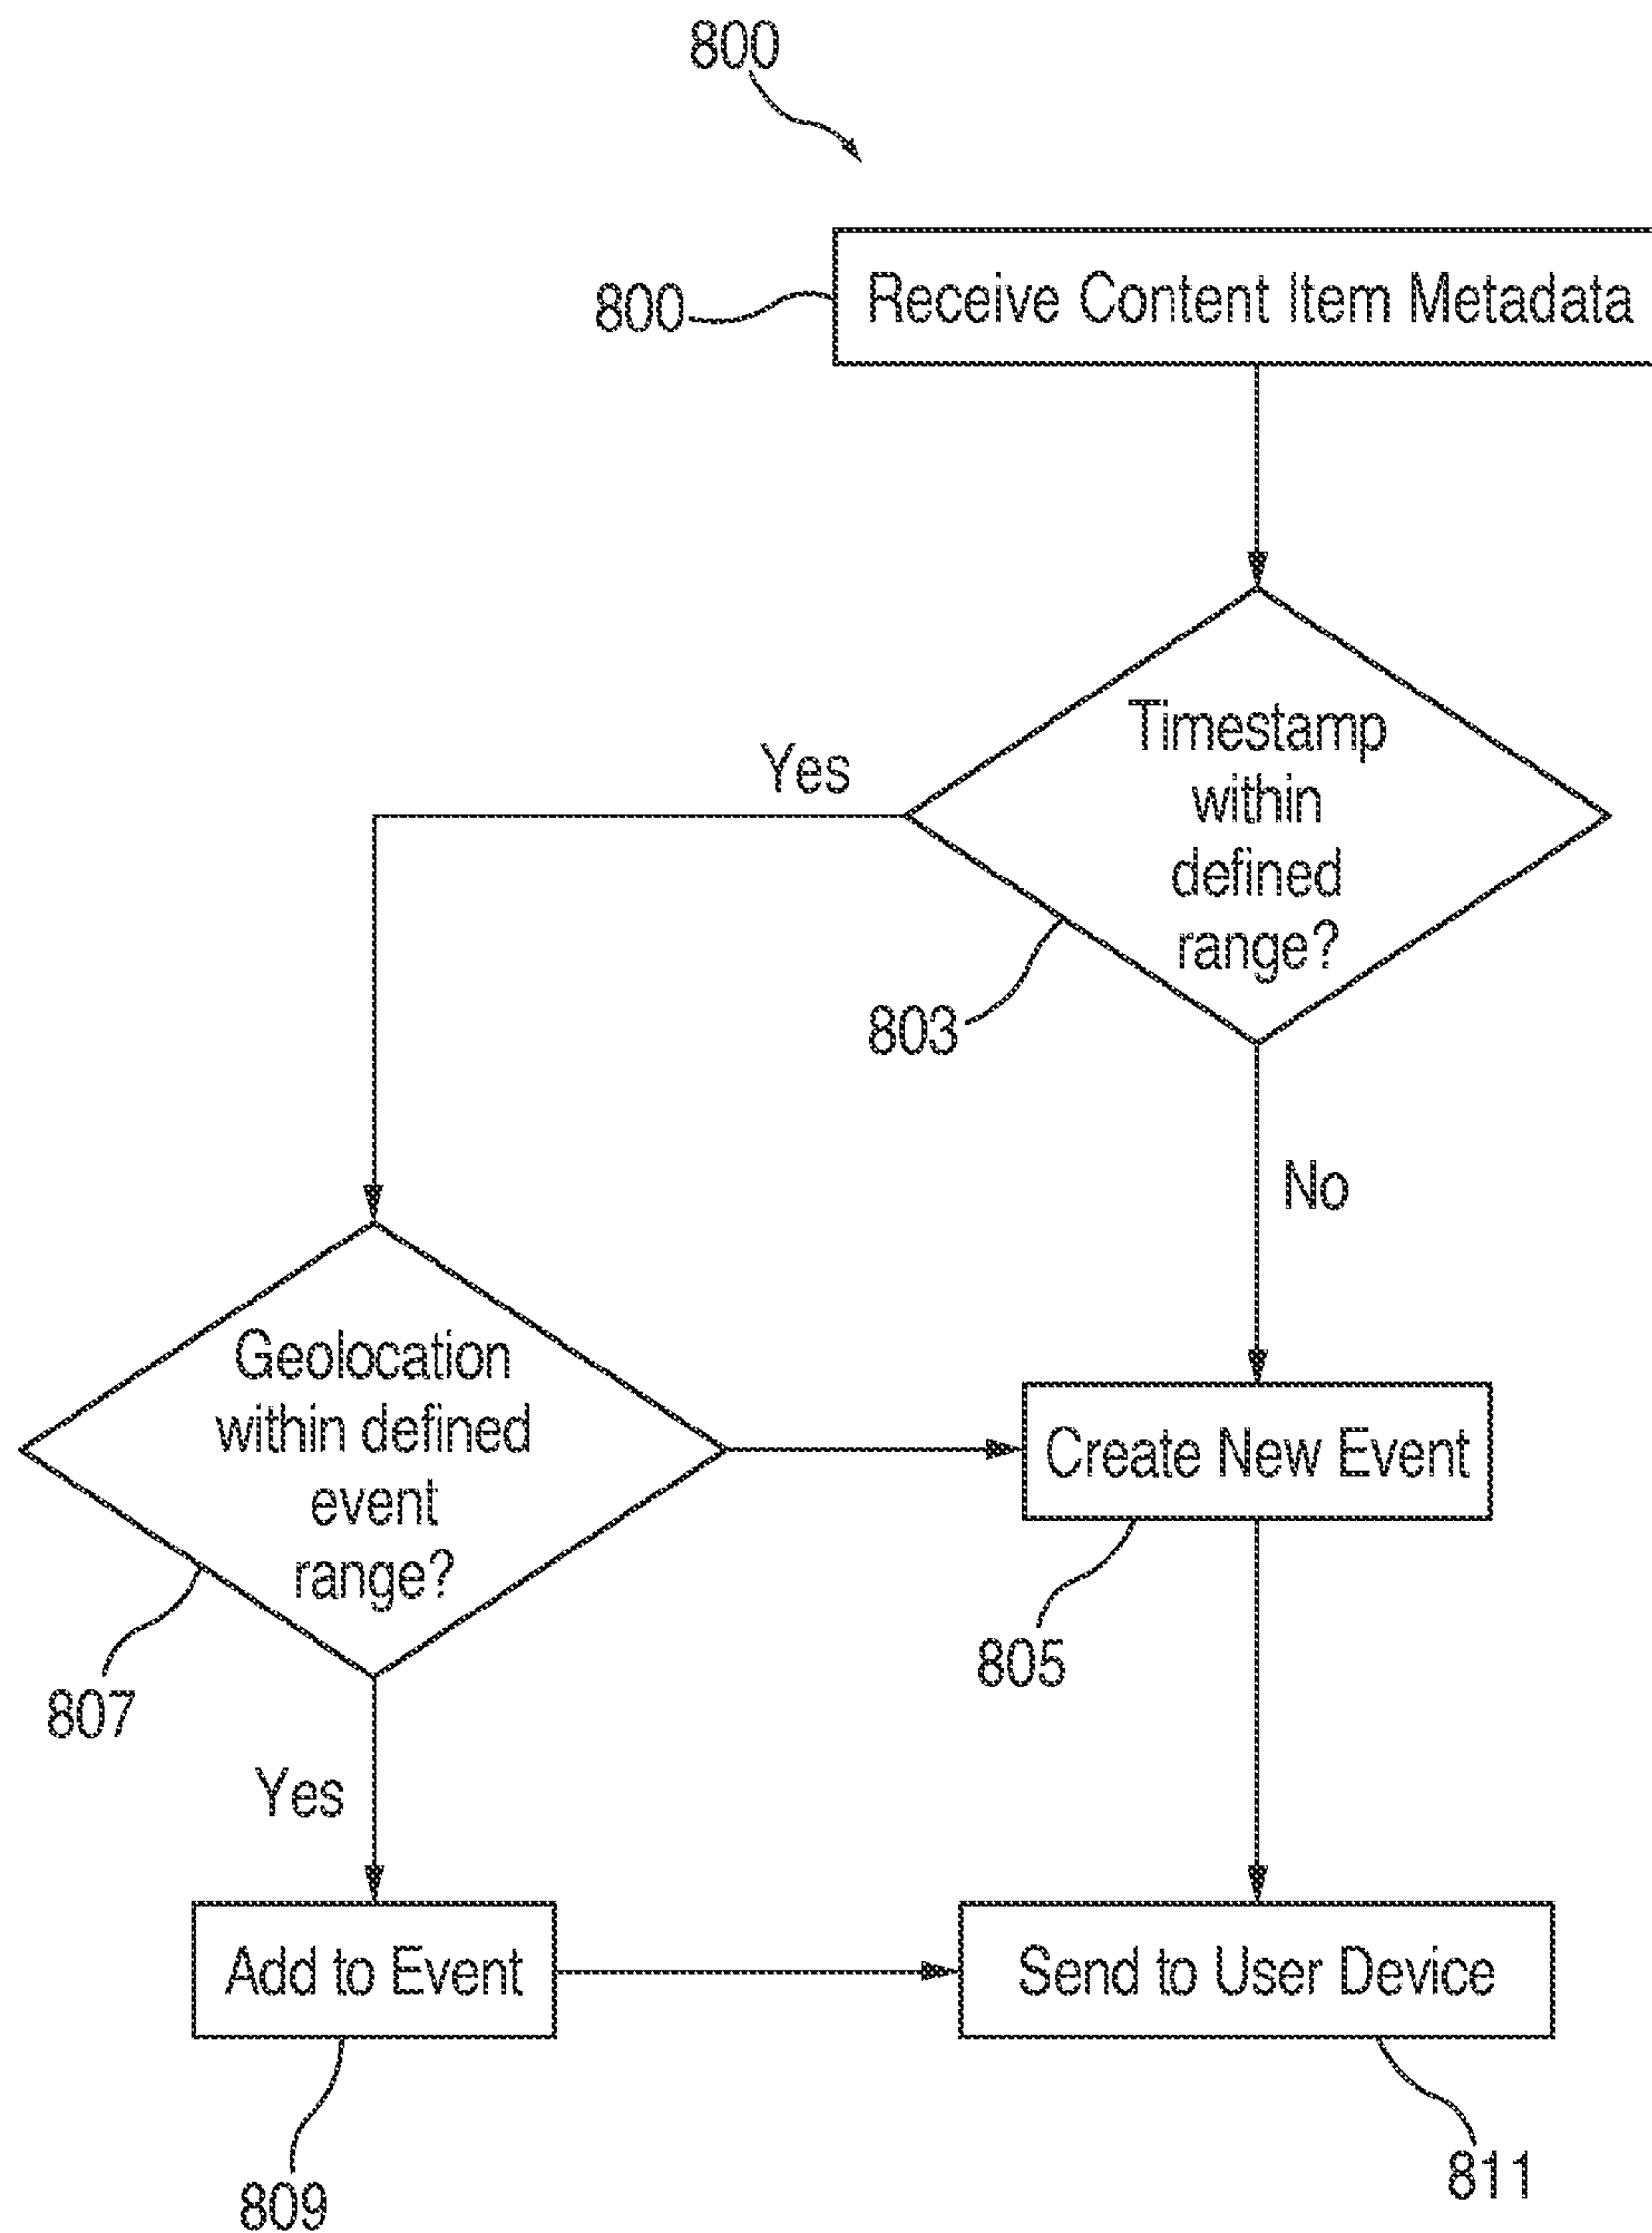 800
800
Receive Content Item Metadata
Timestamp
within
defined
range?
Yes
803
No
Geolocation
within defined
event
range?
Create New Event
807
805
Yes
Add to Event
Send to User Device
809
811